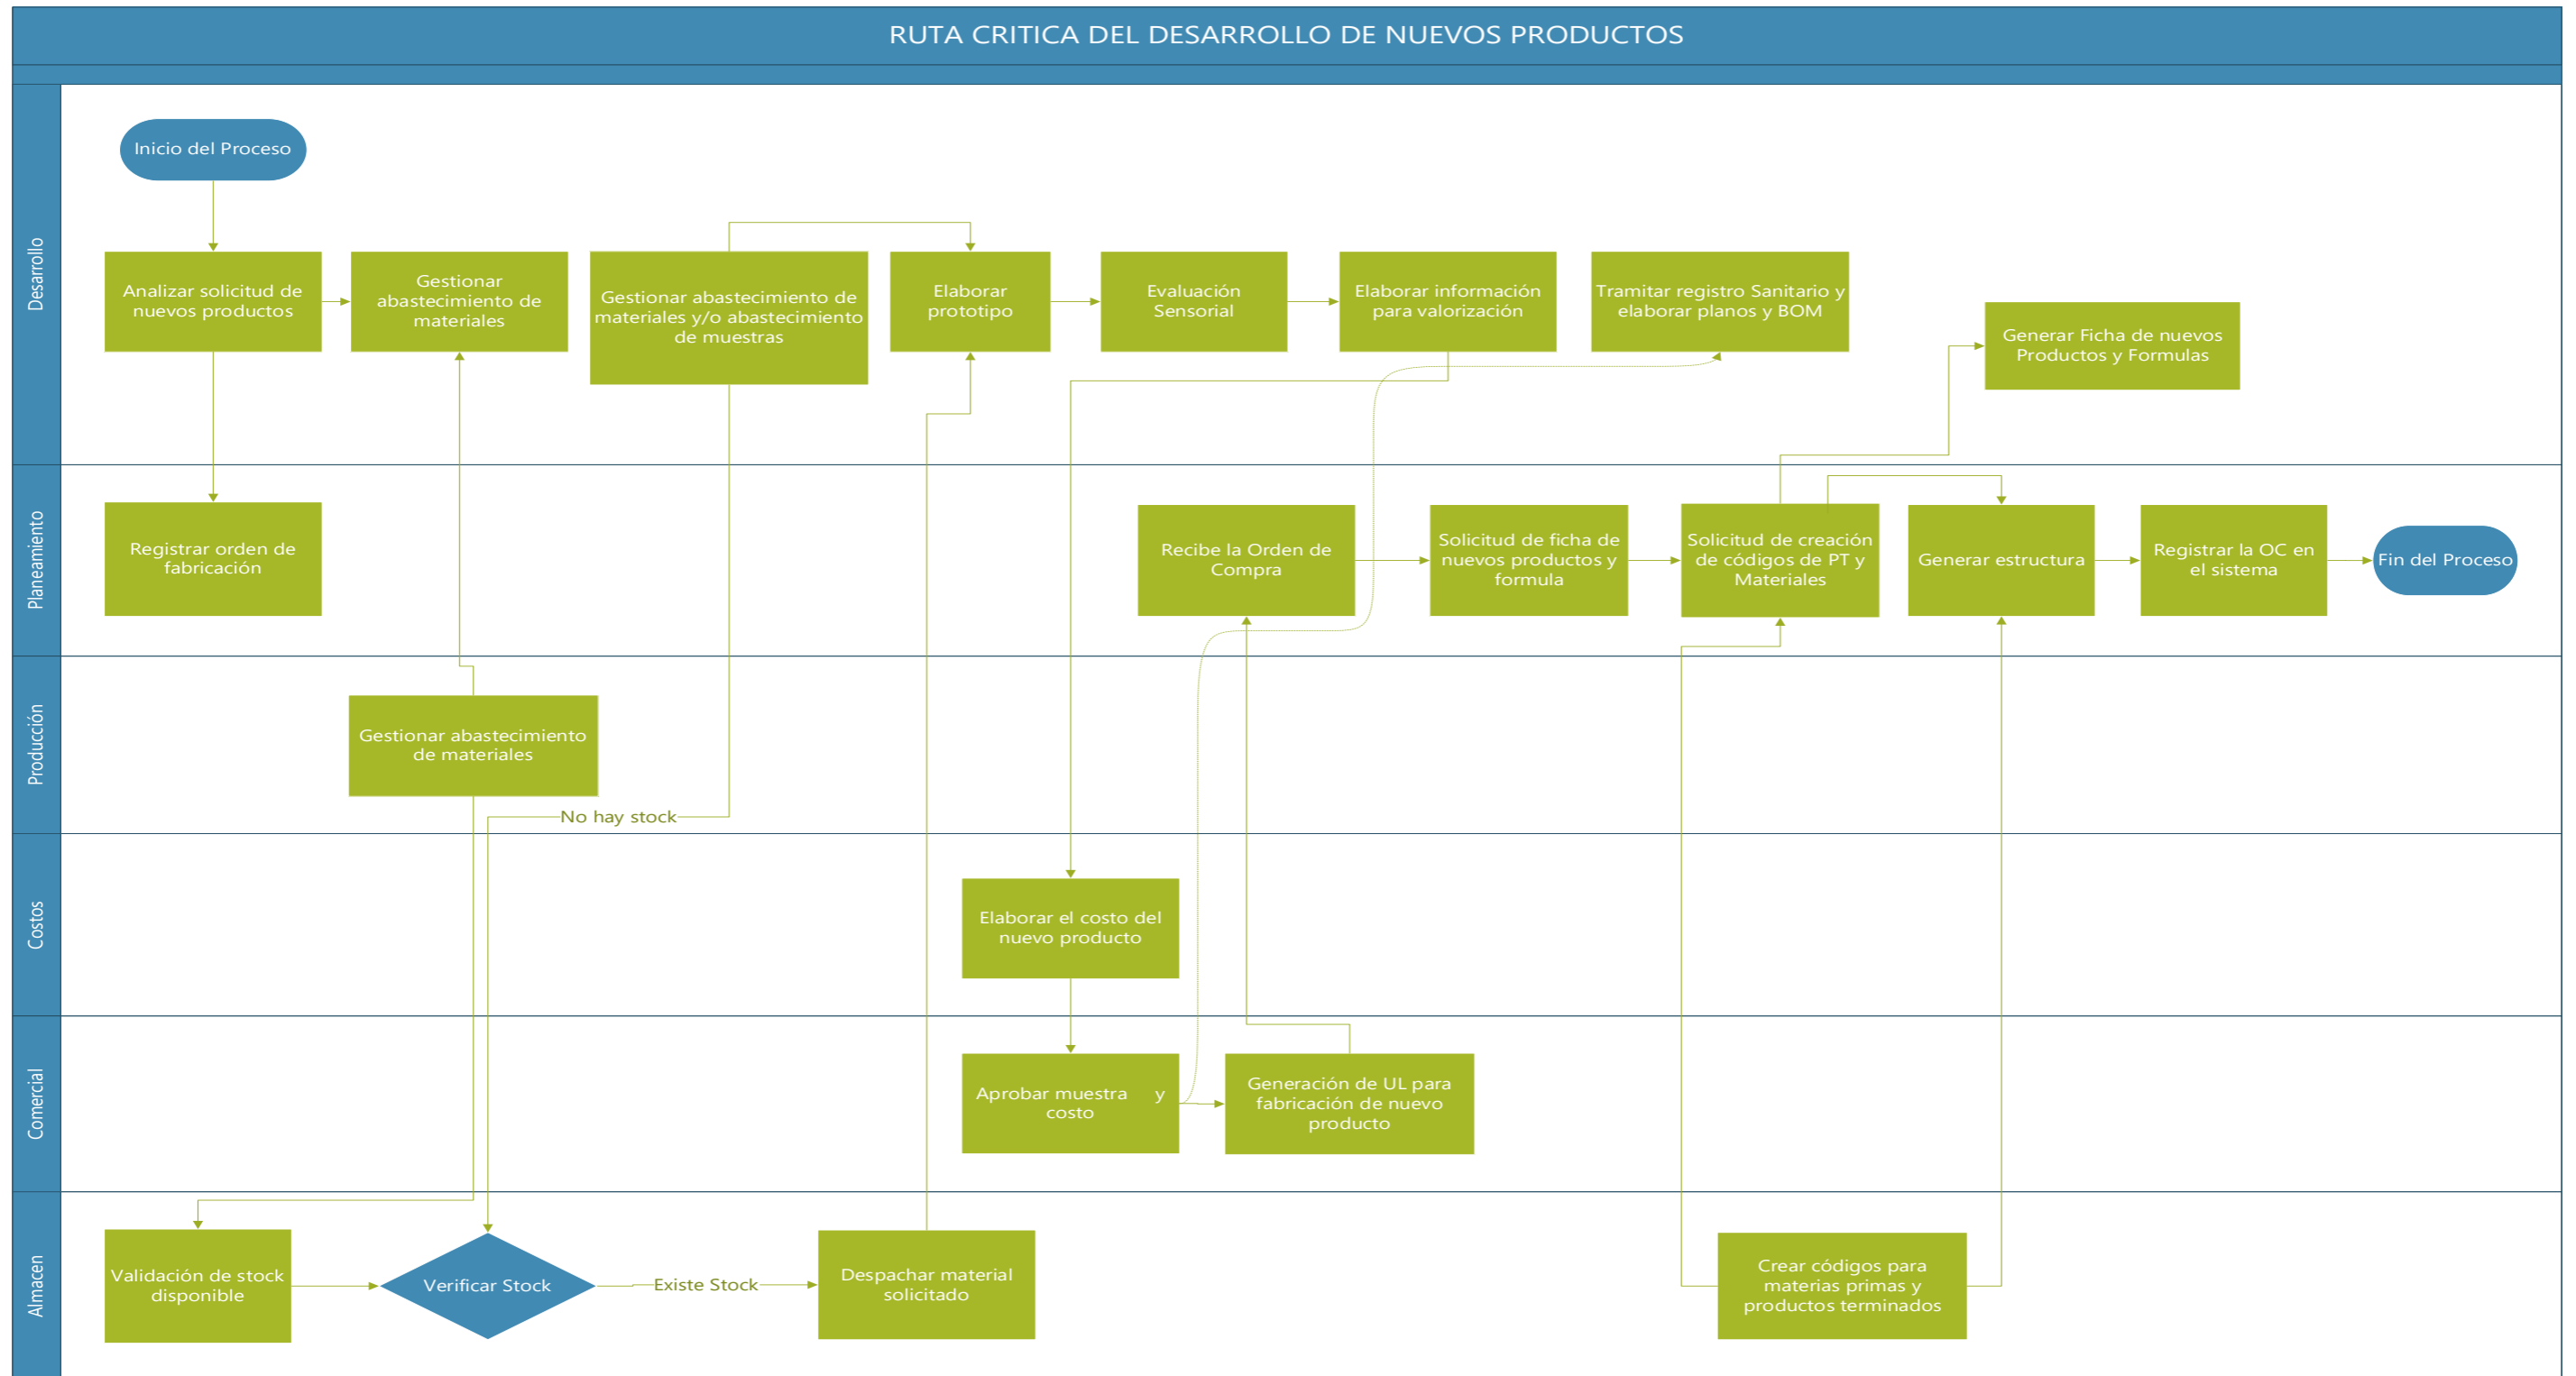 RUTA CRITICA DEL DESARROLLO DE NUEVOS PRODUCTOS
Desarrollo
Inicio del Proceso
Analizar solicitud de
nuevos productos
Gestionar
abastecimiento de
materiales
Gestionar abastecimiento de
materiales y/o abastecimiento
de muestras
Elaborar
prototipo
Evaluación
Sensorial
Elaborar información
para valorización
Tramitar registro Sanitario y
elaborar planos y BOM
Generar Ficha de nuevos
Productos y Formulas
Planeamiento
Registrar orden de
fabricación
Recibe la Orden de
Compra
Solicitud de ficha de
nuevos productos y
formula
Solicitud de creación
de códigos de PT y
Materiales
Generar estructura
Registrar la OC en
el sistema
Fin del Proceso
Producción
Gestionar abastecimiento
de materiales
No hay stock
Costos
Elaborar el costo del
nuevo producto
Comercial
Aprobar muestra y
costo
Generación de UL para
fabricación de nuevo
producto
Almacen
Validación de stock
disponible
Verificar Stock
Existe Stock
Despachar material
solicitado
Crear códigos para
materias primas y
productos terminados